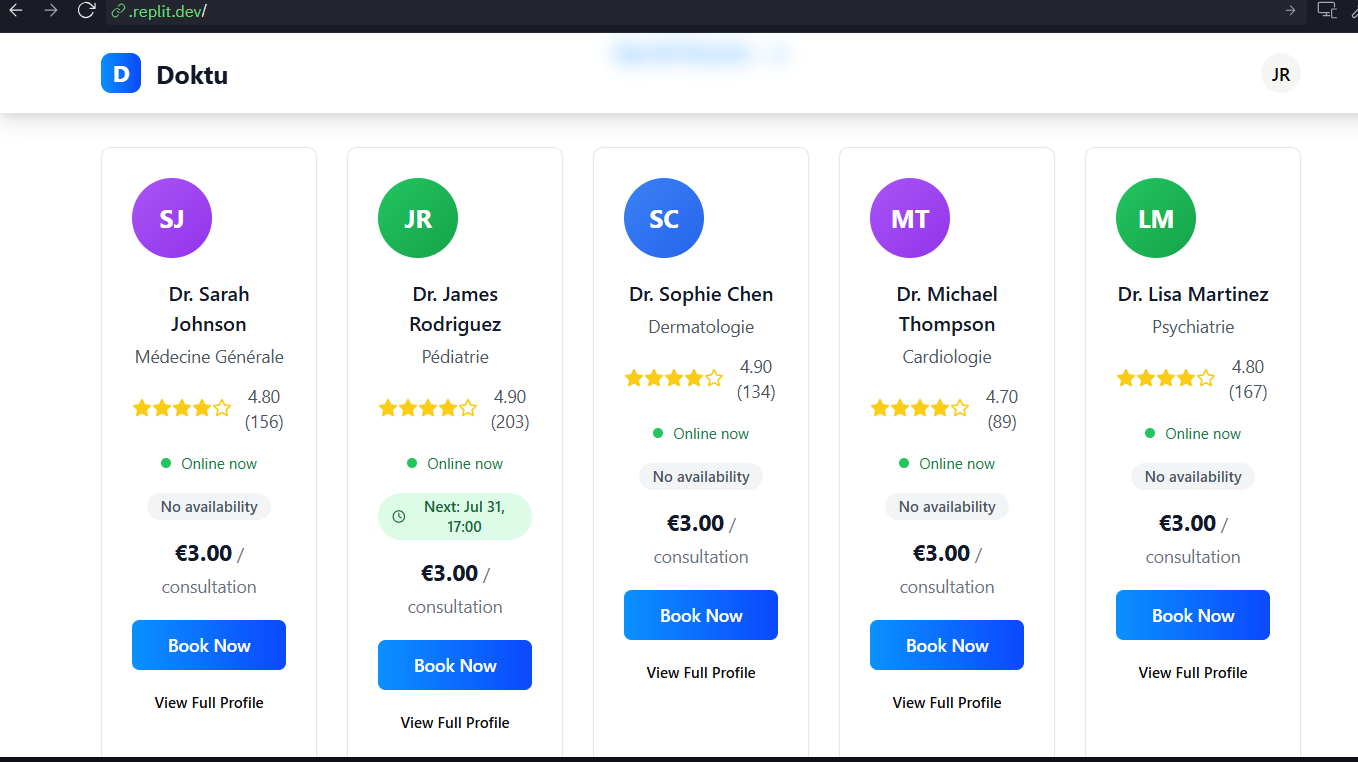 .replit.dev/
D Doktu
JR
SJ
Dr. Sarah
Johnson
Médecine Générale
4.80
(156)
Online now
No availability
€3.00 /
consultation
Book Now
View Full Profile
JR
Dr. James
Rodriguez
Pédiatrie
4.90
(203)
Online now
Next: Jul 31,
17:00
€3.00 /
consultation
Book Now
View Full Profile
SC
Dr. Sophie Chen
Dermatologie
4.90
(134)
Online now
No availability
€3.00 /
consultation
Book Now
View Full Profile
MT
Dr. Michael
Thompson
Cardiologie
4.70
(89)
Online now
No availability
€3.00 /
consultation
Book Now
View Full Profile
LM
Dr. Lisa Martinez
Psychiatrie
4.80
(167)
Online now
No availability
€3.00 /
consultation
Book Now
View Full Profile